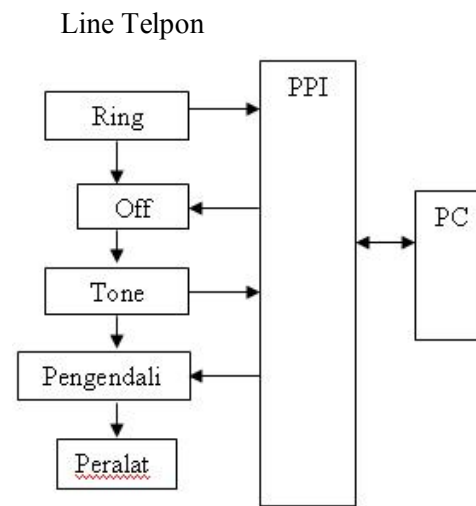 Line Telpon
Ring
PPI
Off
PC
Tone
Pengendali
Peralat